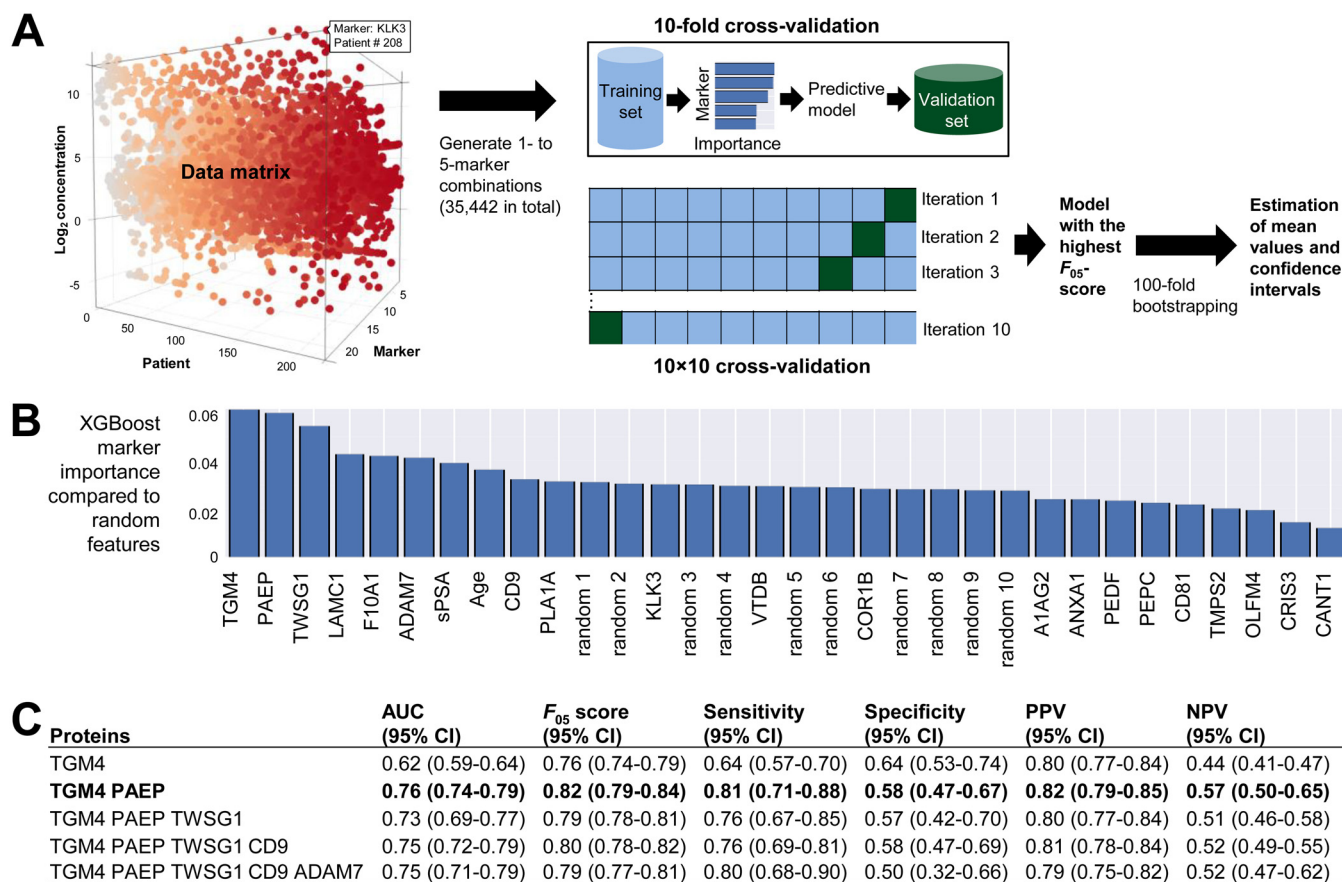 A
Marker: KLK3
Patient # 208
10
5
0
-5
Log2 concentration
Data matrix
0
50
100
150
200
Patient
5
10
15
20
Marker
Generate 1- to
5-marker
combinations
(35,442 in total)
10-fold cross-validation
Training
set
Marker
Importance
Predictive
model
Validation
set
Iteration 1
Iteration 2
Iteration 3
Iteration 10
10×10 cross-validation
Model
with the
highest
F05-
score
100-fold
bootstrapping
Estimation
of mean
values and
confidence
intervals
B
XGBoost
marker
importance
compared to
random
features
0.06
0.04
0.02
0
TGM4
PAEP
TWSG1
LAMC1
F10A1
ADAM7
sPSA
Age
CD9
PLA1A
random 1
random 2
KLK3
random 3
random 4
VTDB
random 5
random 6
COR1B
random 7
random 8
random 9
random 10
A1AG2
ANXA1
PEDF
PEPC
CD81
TMPS2
OLFM4
CRIS3
CANT1
C
Proteins AUC (95% CI) F05 score (95% CI) Sensitivity (95% CI) Specificity (95% CI) PPV (95% CI) NPV (95% CI)
TGM4 0.62 (0.59-0.64) 0.76 (0.74-0.79) 0.64 (0.57-0.70) 0.64 (0.53-0.74) 0.80 (0.77-0.84) 0.44 (0.41-0.47)
TGM4 PAEP 0.76 (0.74-0.79) 0.82 (0.79-0.84) 0.81 (0.71-0.88) 0.58 (0.47-0.67) 0.82 (0.79-0.85) 0.57 (0.50-0.65)
TGM4 PAEP TWSG1 0.73 (0.69-0.77) 0.79 (0.78-0.81) 0.76 (0.67-0.85) 0.57 (0.42-0.70) 0.80 (0.77-0.84) 0.51 (0.46-0.58)
TGM4 PAEP TWSG1 CD9 0.75 (0.72-0.79) 0.80 (0.78-0.82) 0.76 (0.69-0.81) 0.58 (0.47-0.69) 0.81 (0.78-0.84) 0.52 (0.49-0.55)
TGM4 PAEP TWSG1 CD9 ADAM7 0.75 (0.71-0.79) 0.79 (0.77-0.81) 0.80 (0.68-0.90) 0.50 (0.32-0.66) 0.79 (0.75-0.82) 0.52 (0.47-0.62)